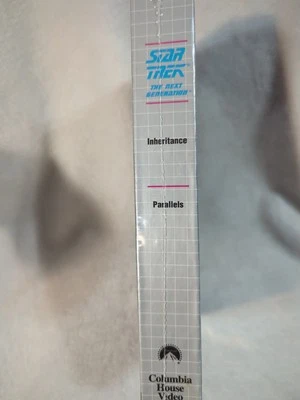 STAR
TREK
THE NEXT
GENERATION
Inheritance
Parallels
Columbia
House
Video